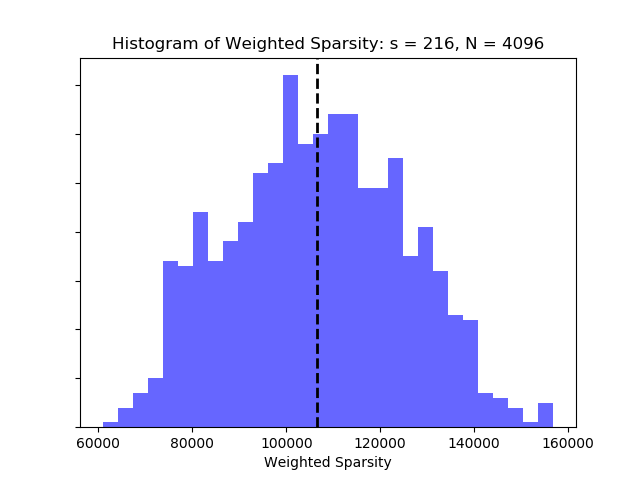 Histogram of Weighted Sparsity: s = 216, N = 4096
60000 80000 100000 120000 140000 160000
Weighted Sparsity